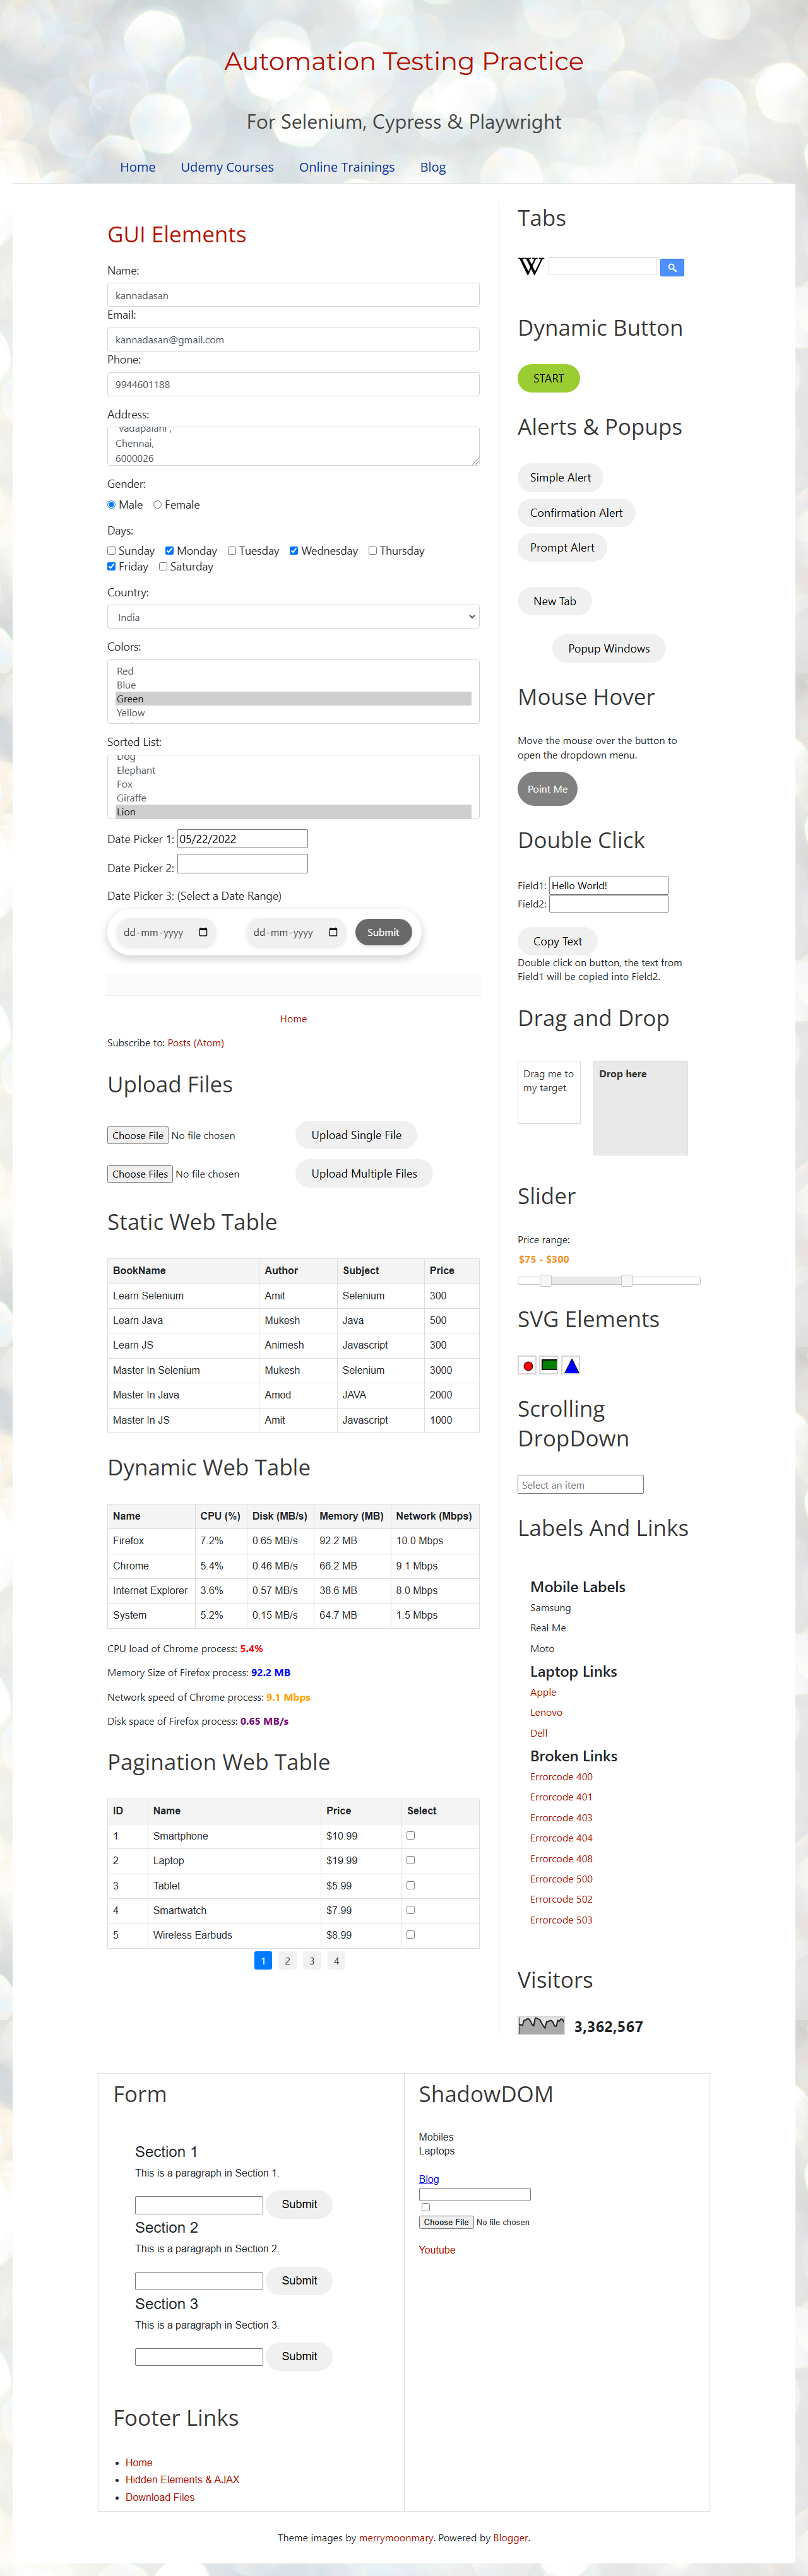 Automation Testing Practice
For Selenium, Cypress & Playwright
Home Udemy Courses Online Trainings Blog
GUI Elements
Name:
kannadasan
Email:
kannadasan@gmail.com
Phone:
9944601188
Address:
Vadapalani ,
Chennai,
6000026
Gender:
Male Female
Days:
Sunday Monday Tuesday Wednesday Thursday
Friday Saturday
Country:
India
Colors:
Red
Blue
Green
Yellow
Sorted List:
Dog
Elephant
Fox
Giraffe
Lion
Date Picker 1: 05/22/2022
Date Picker 2:
Date Picker 3: (Select a Date Range)
dd-mm-yyyy dd-mm-yyyy Submit
Home
Subscribe to: Posts (Atom)
Upload Files
Choose File No file chosen Upload Single File
Choose Files No file chosen Upload Multiple Files
Static Web Table
BookName Author Subject Price
Learn Selenium Amit Selenium 300
Learn Java Mukesh Java 500
Learn JS Animesh Javascript 300
Master In Selenium Mukesh Selenium 3000
Master In Java Amod JAVA 2000
Master In JS Amit Javascript 1000
Dynamic Web Table
Name CPU (%) Disk (MB/s) Memory (MB) Network (Mbps)
Firefox 7.2% 0.65 MB/s 92.2 MB 10.0 Mbps
Chrome 5.4% 0.46 MB/s 66.2 MB 9.1 Mbps
Internet Explorer 3.6% 0.57 MB/s 38.6 MB 8.0 Mbps
System 5.2% 0.15 MB/s 64.7 MB 1.5 Mbps
CPU load of Chrome process: 5.4%
Memory Size of Firefox process: 92.2 MB
Network speed of Chrome process: 9.1 Mbps
Disk space of Firefox process: 0.65 MB/s
Pagination Web Table
ID Name Price Select
1 Smartphone $10.99
2 Laptop $19.99
3 Tablet $5.99
4 Smartwatch $7.99
5 Wireless Earbuds $8.99
1 2 3 4
Tabs
W
Dynamic Button
START
Alerts & Popups
Simple Alert
Confirmation Alert
Prompt Alert
New Tab
Popup Windows
Mouse Hover
Move the mouse over the button to
open the dropdown menu.
Point Me
Double Click
Field1: Hello World!
Field2:
Copy Text
Double click on button, the text from
Field1 will be copied into Field2.
Drag and Drop
Drag me to
my target
Drop here
Slider
Price range:
$75 - $300
SVG Elements
Scrolling
DropDown
Select an item
Labels And Links
Mobile Labels
Samsung
Real Me
Moto
Laptop Links
Apple
Lenovo
Dell
Broken Links
Errorcode 400
Errorcode 401
Errorcode 403
Errorcode 404
Errorcode 408
Errorcode 500
Errorcode 502
Errorcode 503
Visitors
3,362,567
Form
Section 1
This is a paragraph in Section 1.
Submit
Section 2
This is a paragraph in Section 2.
Submit
Section 3
This is a paragraph in Section 3.
Submit
Footer Links
Home
Hidden Elements & AJAX
Download Files
ShadowDOM
Mobiles
Laptops
Blog
Choose File No file chosen
Youtube
Theme images by merrymoonmary. Powered by Blogger.